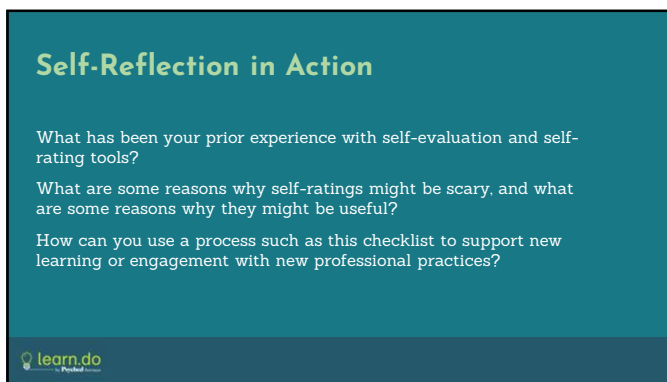 Self-Reflection in Action
What has been your prior experience with self-evaluation and self-
rating tools?
What are some reasons why self-ratings might be scary, and what
are some reasons why they might be useful?
How can you use a process such as this checklist to support new
learning or engagement with new professional practices?
learn.do
by Psyched Services